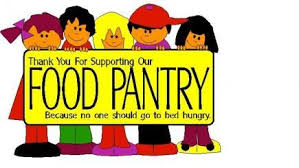 Thank You For Supporting Our
FOOD PANTRY
Because no one should go to bed hungry.